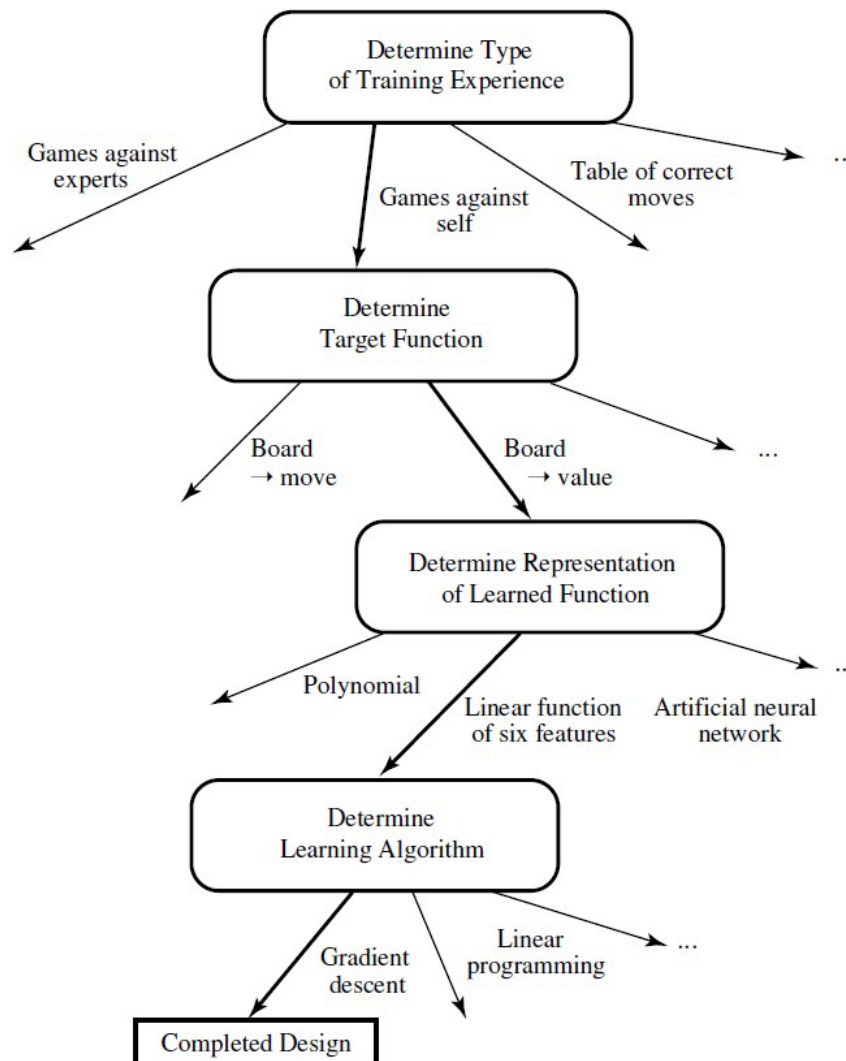 Determine Type
of Training Experience
Games against
experts
Games against
self
Table of correct
moves
...
Determine
Target Function
Board
→ move
Board
→ value
...
Determine Representation
of Learned Function
Polynomial
Linear function
of six features
Artificial neural
network
...
Determine
Learning Algorithm
Gradient
descent
Linear
programming
...
Completed Design